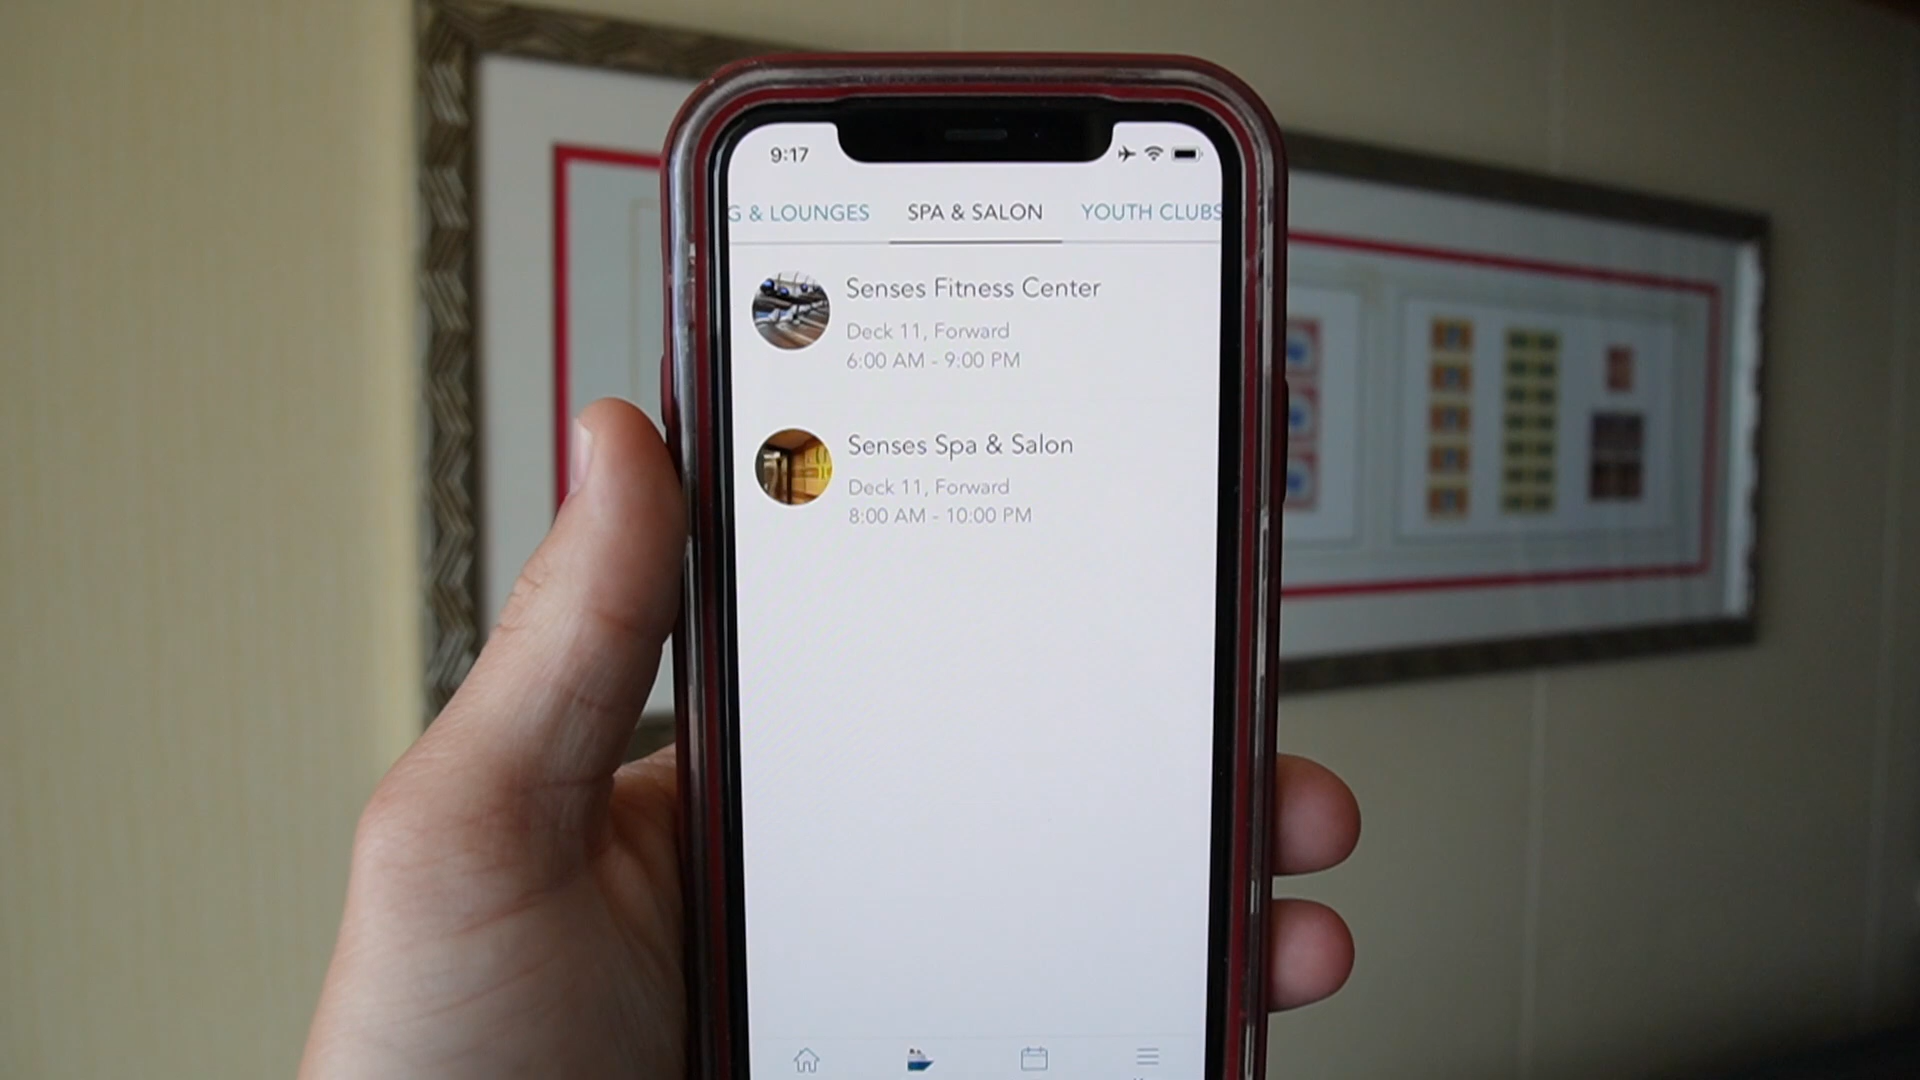 9:17
G & LOUNGES SPA & SALON YOUTH CLUBS
Senses Fitness Center
Deck 11, Forward
6:00 AM - 9:00 PM
Senses Spa & Salon
Deck 11, Forward
8:00 AM - 10:00 PM